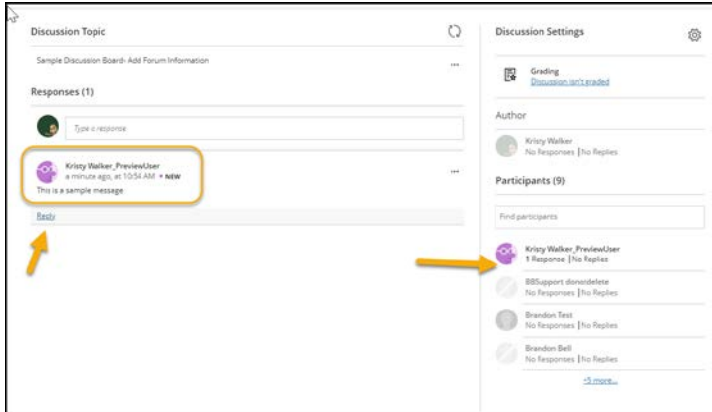 Discussion Topic
Sample Discussion Board- Add Forum Information
...
Responses (1)
Type a response
Kristy Walker_PreviewUser
a minute ago, at 10:54 AM • NEW
...
This is a sample message
Reply
Discussion Settings
Grading
Discussion isn't graded
Author
Kristy Walker
No Responses | No Replies
Participants (9)
Find participants
Kristy Walker_PreviewUser
1 Response | No Replies
BBSupport donotdelete
No Responses | No Replies
Brandon Test
No Responses | No Replies
Brandon Bell
No Responses | No Replies
+5 more...